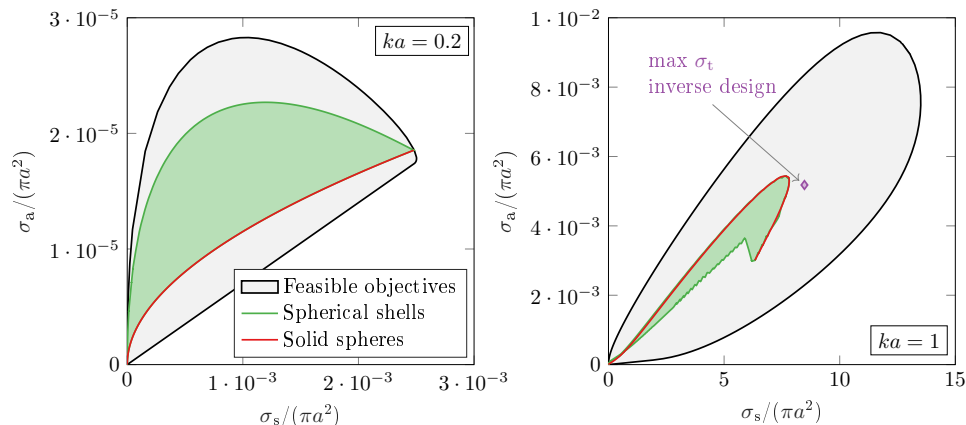 3 · 10⁻⁵
2 · 10⁻⁵
1 · 10⁻⁵
0
σₐ/(πa²)
ka = 0.2
Feasible objectives
Spherical shells
Solid spheres
0
1 · 10⁻³
2 · 10⁻³
3 · 10⁻³
σₛ/(πa²)
1 · 10⁻²
8 · 10⁻³
6 · 10⁻³
4 · 10⁻³
2 · 10⁻³
0
σₐ/(πa²)
max σₜ
inverse design
ka = 1
0
5
10
15
σₛ/(πa²)